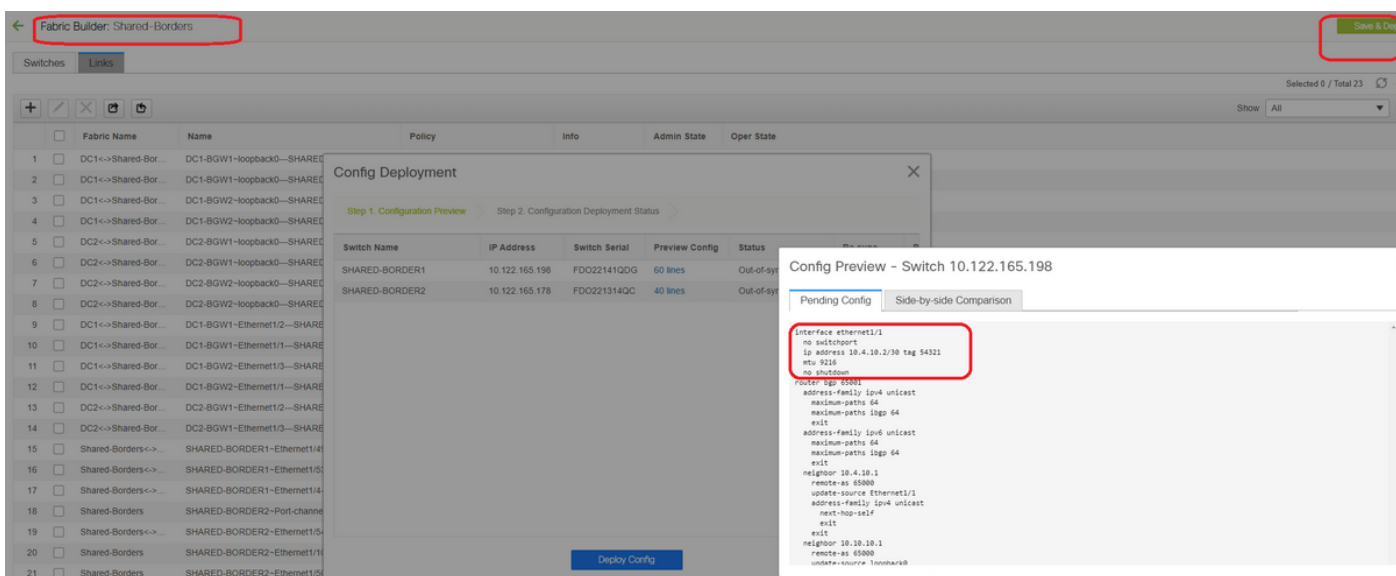 Fabric Builder: Shared-Borders
Save & De
Switches Links
Selected 0 / Total 23
Show All
Fabric Name Name Policy Info Admin State Oper State
1 DC1<->Shared-Bor... DC1-BGW1~loopback0---SHARED
2 DC1<->Shared-Bor... DC1-BGW1~loopback0---SHARED
3 DC1<->Shared-Bor... DC1-BGW2~loopback0---SHARED
4 DC1<->Shared-Bor... DC1-BGW2~loopback0---SHARED
5 DC2<->Shared-Bor... DC2-BGW1~loopback0---SHARED
6 DC2<->Shared-Bor... DC2-BGW1~loopback0---SHARED
7 DC2<->Shared-Bor... DC2-BGW2~loopback0---SHARED
8 DC2<->Shared-Bor... DC2-BGW2~loopback0---SHARED
9 DC1<->Shared-Bor... DC1-BGW1~Ethernet1/2---SHARE
10 DC1<->Shared-Bor... DC1-BGW1~Ethernet1/1---SHARE
11 DC1<->Shared-Bor... DC1-BGW2~Ethernet1/3---SHARE
12 DC1<->Shared-Bor... DC1-BGW2~Ethernet1/1---SHARE
13 DC2<->Shared-Bor... DC2-BGW1~Ethernet1/2---SHARE
14 DC2<->Shared-Bor... DC2-BGW2~Ethernet1/3---SHARE
15 Shared-Borders<->... SHARED-BORDER1~Ethernet1/4
16 Shared-Borders<->... SHARED-BORDER1~Ethernet1/5
17 Shared-Borders<->... SHARED-BORDER1~Ethernet1/4
18 Shared-Borders SHARED-BORDER2~Port-channe
19 Shared-Borders<->... SHARED-BORDER2~Ethernet1/5
20 Shared-Borders SHARED-BORDER2~Ethernet1/1
21 Shared-Borders SHARED-BORDER2~Ethernet1/5
Config Deployment
Step 1. Configuration Preview Step 2. Configuration Deployment Status
Switch Name IP Address Switch Serial Preview Config Status Re-sync
SHARED-BORDER1 10.122.165.198 FDO22141QDG 60 lines Out-of-syn
SHARED-BORDER2 10.122.165.178 FDO221314QC 40 lines Out-of-syn
Deploy Config
Config Preview - Switch 10.122.165.198
Pending Config Side-by-side Comparison
interface ethernet1/1
no switchport
ip address 10.4.10.2/30 tag 54321
mtu 9216
no shutdown
router bgp 65001
address-family ipv4 unicast
maximum-paths 64
maximum-paths ibgp 64
exit
address-family ipv6 unicast
maximum-paths 64
maximum-paths ibgp 64
exit
neighbor 10.4.10.1
remote-as 65000
update-source Ethernet1/1
address-family ipv4 unicast
next-hop-self
exit
exit
neighbor 10.10.10.1
remote-as 65000
update-source loopback0